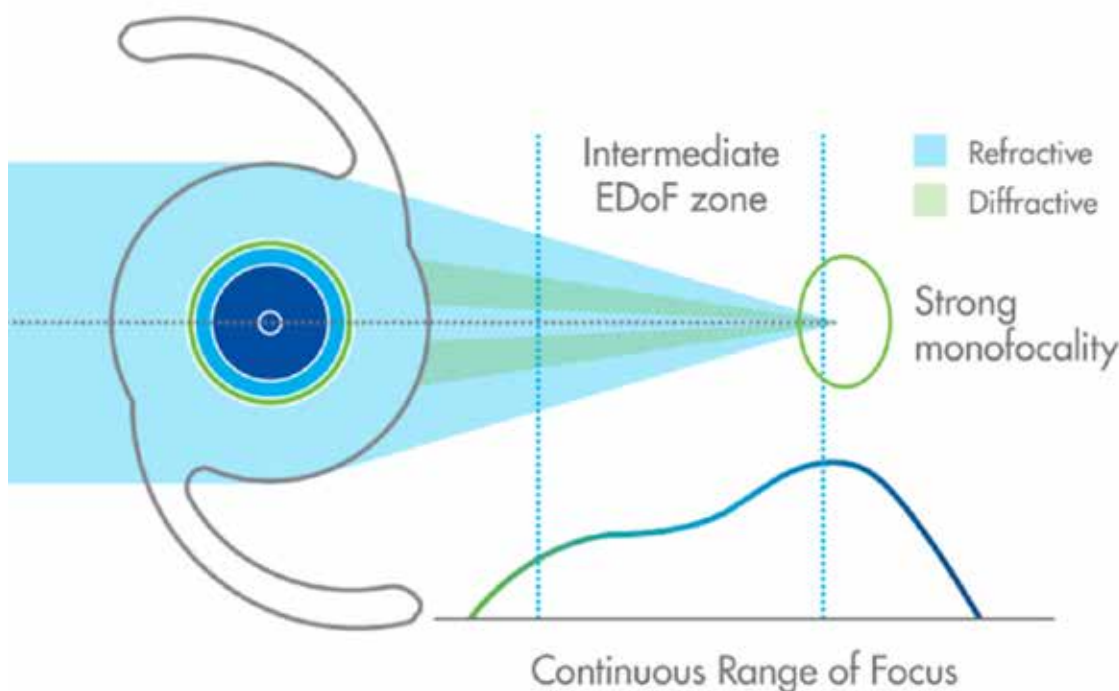 Intermediate
EDoF zone
Refractive
Diffractive
Strong
monofocality
Continuous Range of Focus